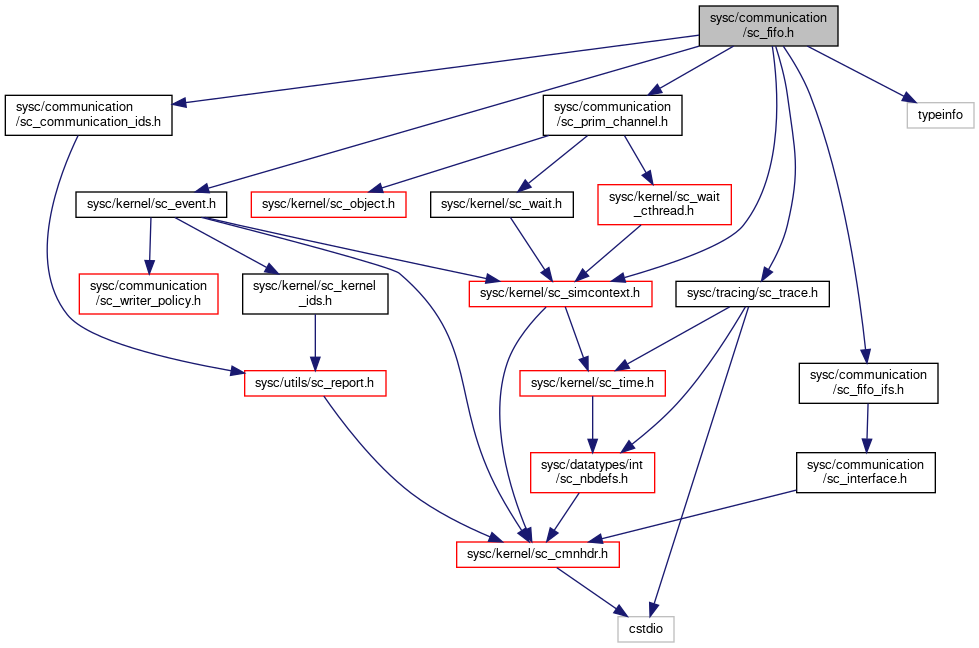 sysc/communication
/sc_fifo.h
sysc/communication
/sc_communication_ids.h
sysc/communication
/sc_prim_channel.h
typeinfo
sysc/kernel/sc_event.h
sysc/kernel/sc_object.h
sysc/kernel/sc_wait.h
sysc/kernel/sc_wait
_cthread.h
sysc/communication
/sc_writer_policy.h
sysc/kernel/sc_kernel
_ids.h
sysc/kernel/sc_simcontext.h
sysc/tracing/sc_trace.h
sysc/utils/sc_report.h
sysc/kernel/sc_time.h
sysc/communication
/sc_fifo_ifs.h
sysc/datatypes/int
/sc_nbdefs.h
sysc/communication
/sc_interface.h
sysc/kernel/sc_cmnhdr.h
cstdio